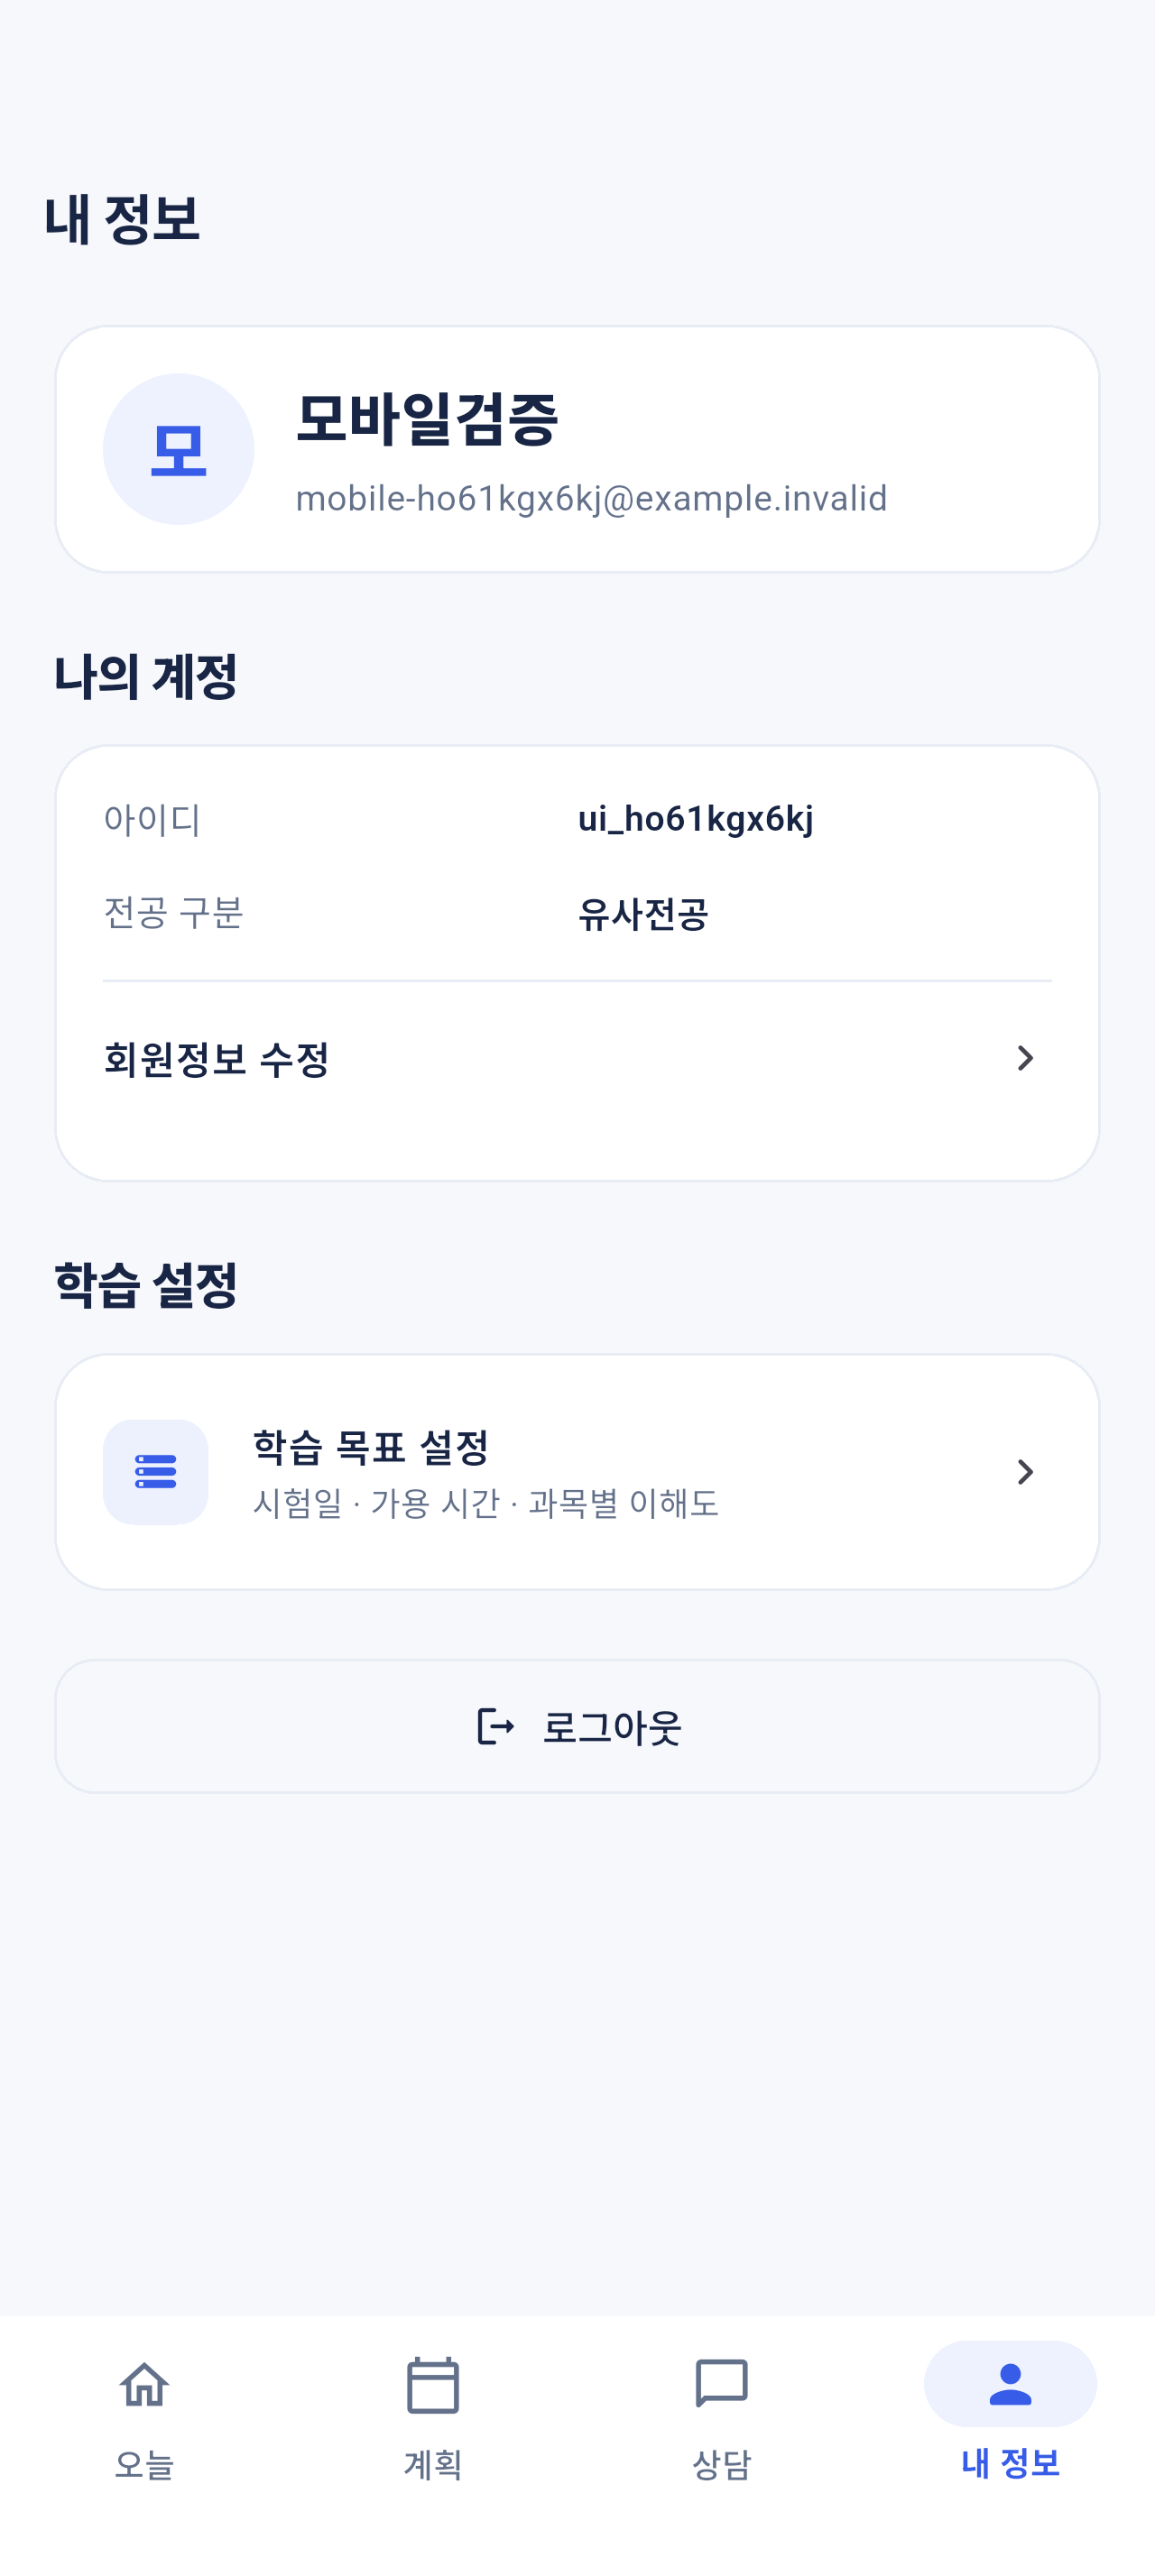 내 정보
모
모바일검증
mobile-ho61kgx6kj@example.invalid
나의 계정
아이디
ui_ho61kgx6kj
전공 구분
유사전공
회원정보 수정
학습 설정
학습 목표 설정
시험일 · 가용 시간 · 과목별 이해도
로그아웃
오늘
계획
상담
내 정보